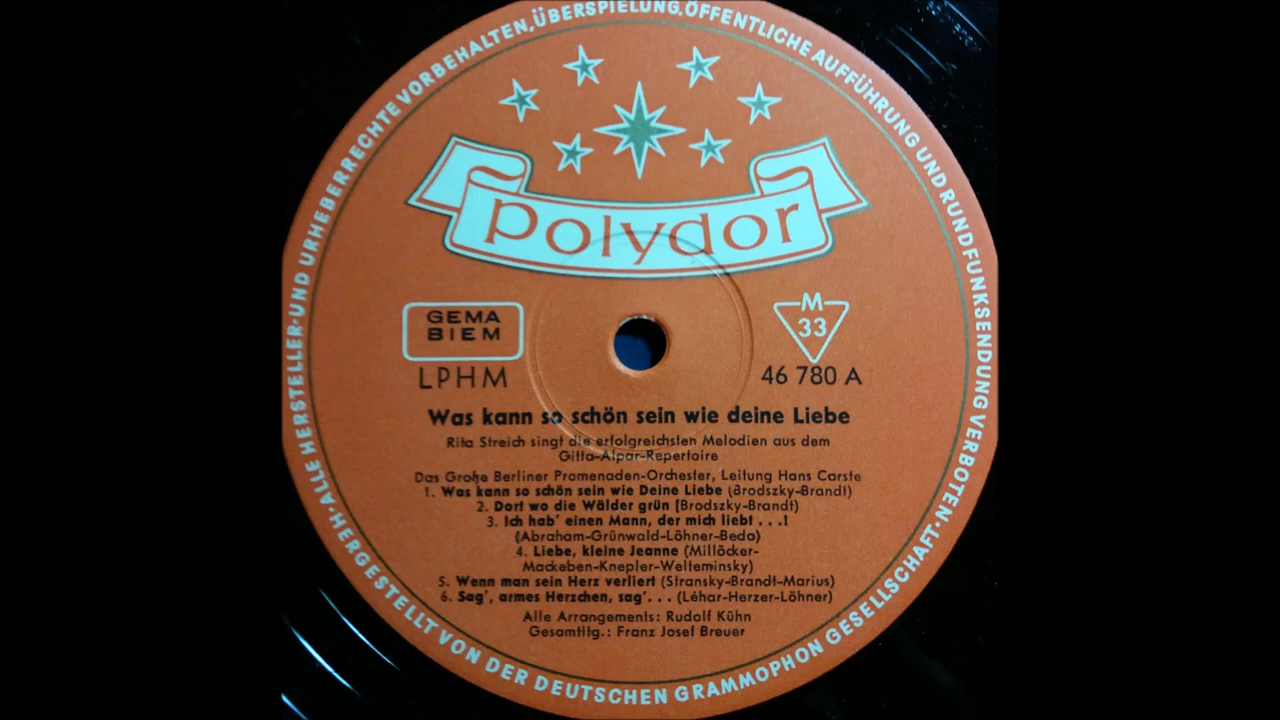 ·ALLE HERSTELLER-UND URHEBERRECHTE VORBEHALTEN,ÜBERSPIELUNG,ÖFFENTLICHE AUFFÜHRUNG UND RUNDFUNKSENDUNG VERBOTEN·
polydor
GEMA
BIEM
M
33
LPHM
46 780 A
Was kann so schön sein wie deine Liebe
Rita Streich singt die erfolgreichsten Melodien aus dem
Gitta-Alpar-Repertoire
Das Große Berliner Promenaden-Orchester, Leitung Hans Carste
1. Was kann so schön sein wie Deine Liebe (Brodszky-Brandt)
2. Dort wo die Wälder grün (Brodszky-Brandt)
3. Ich hab' einen Mann, der mich liebt . . .!
(Abraham-Grünwald-Löhner-Beda)
4. Liebe, kleine Jeanne (Millöcker-
Mackeben-Knepler-Welteminsky)
5. Wenn man sein Herz verliert (Stransky-Brandt-Marius)
6. Sag', armes Herzchen, sag'. . . (Léhar-Herzer-Löhner)
Alle Arrangements: Rudolf Kühn
Gesamtltg.: Franz Josef Breuer
HERGESTELLT VON DER DEUTSCHEN GRAMMOPHON GESELLSCHAFT·